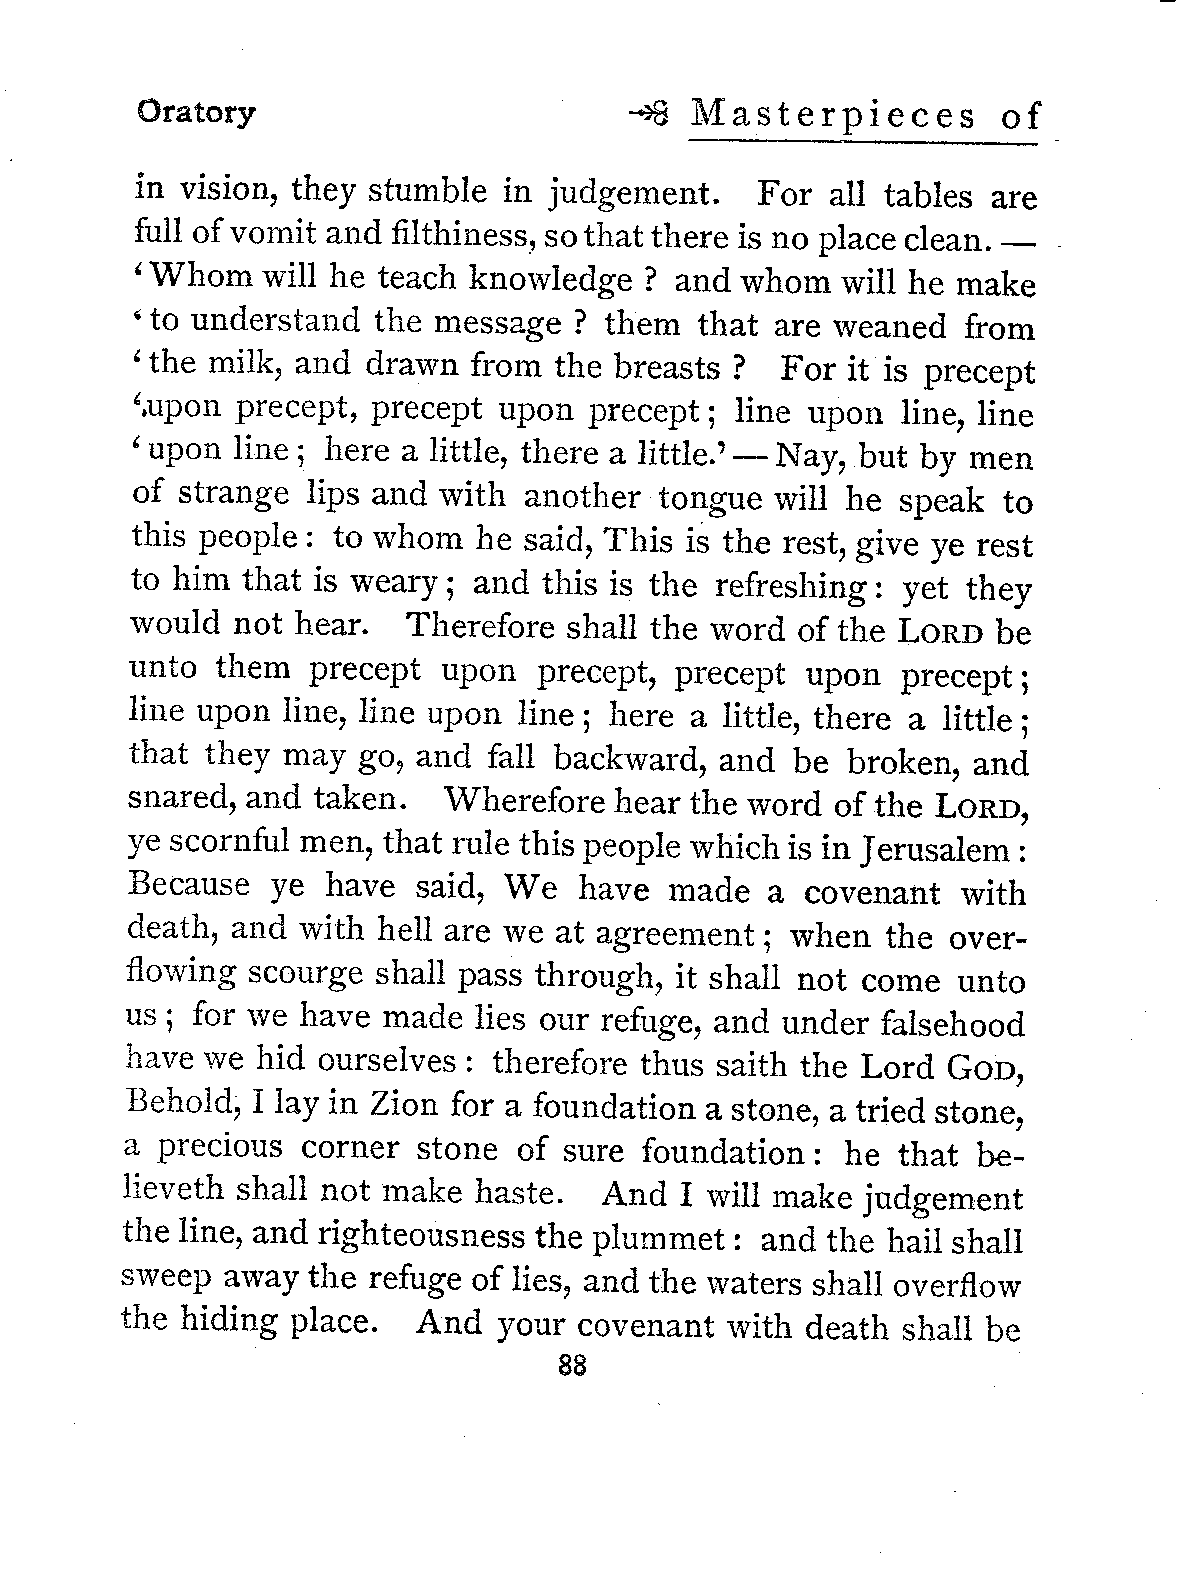 Oratory Masterpieces of
in vision, they stumble in judgement. For all tables are
full of vomit and filthiness, so that there is no place clean. —
‘Whom will he teach knowledge ? and whom will he make
‘to understand the message ? them that are weaned from
‘the milk, and drawn from the breasts ? For it is precept
‘upon precept, precept upon precept ; line upon line, line
‘upon line ; here a little, there a little.’ — Nay, but by men
of strange lips and with another tongue will he speak to
this people : to whom he said, This is the rest, give ye rest
to him that is weary ; and this is the refreshing : yet they
would not hear. Therefore shall the word of the LORD be
unto them precept upon precept, precept upon precept ;
line upon line, line upon line ; here a little, there a little ;
that they may go, and fall backward, and be broken, and
snared, and taken. Wherefore hear the word of the LORD,
ye scornful men, that rule this people which is in Jerusalem :
Because ye have said, We have made a covenant with
death, and with hell are we at agreement ; when the over-
flowing scourge shall pass through, it shall not come unto
us ; for we have made lies our refuge, and under falsehood
have we hid ourselves : therefore thus saith the Lord GOD,
Behold, I lay in Zion for a foundation a stone, a tried stone,
a precious corner stone of sure foundation : he that be-
lieveth shall not make haste. And I will make judgement
the line, and righteousness the plummet : and the hail shall
sweep away the refuge of lies, and the waters shall overflow
the hiding place. And your covenant with death shall be
88